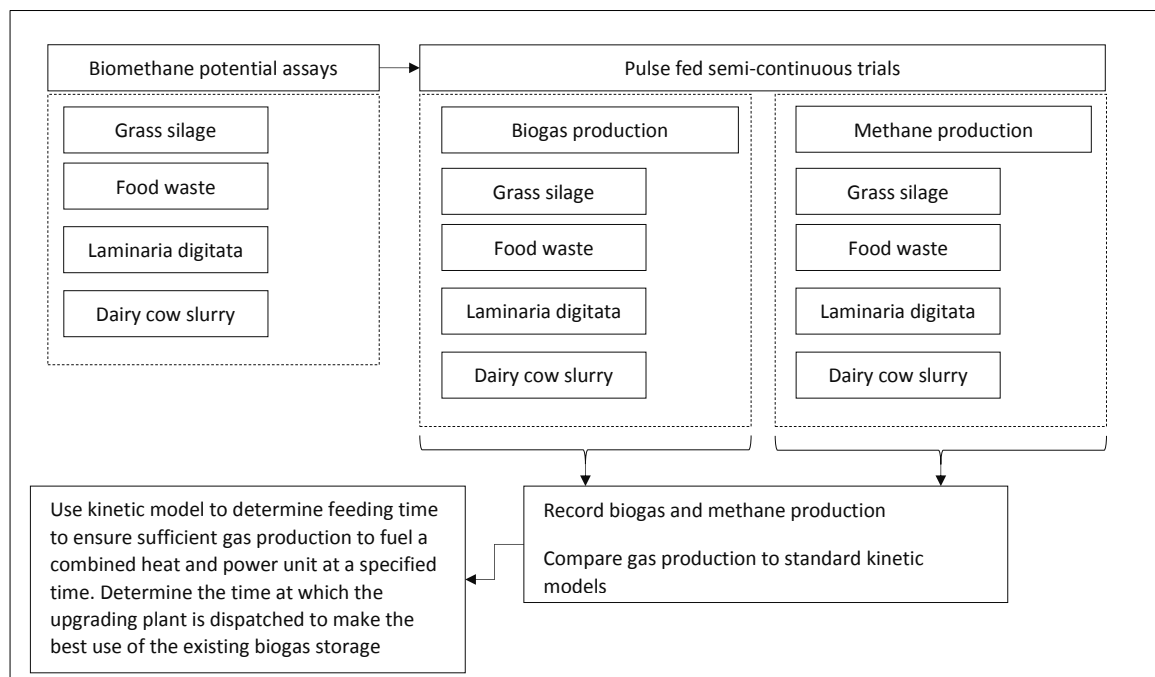 Biomethane potential assays
Pulse fed semi-continuous trials
Grass silage
Food waste
Laminaria digitata
Dairy cow slurry
Biogas production
Grass silage
Food waste
Laminaria digitata
Dairy cow slurry
Methane production
Grass silage
Food waste
Laminaria digitata
Dairy cow slurry
Record biogas and methane production
Compare gas production to standard kinetic
models
Use kinetic model to determine feeding time
to ensure sufficient gas production to fuel a
combined heat and power unit at a specified
time. Determine the time at which the
upgrading plant is dispatched to make the
best use of the existing biogas storage